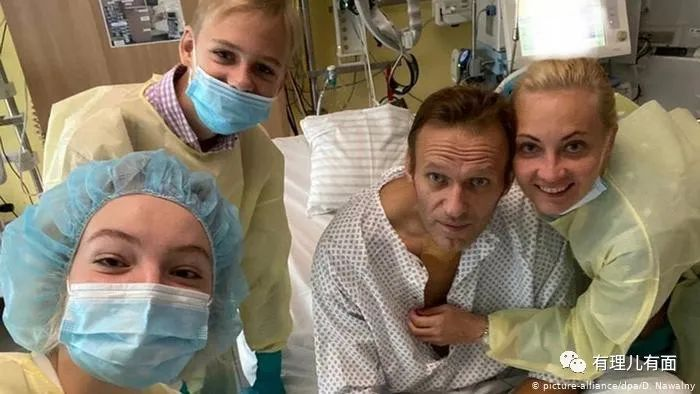 有理儿有面
© picture-alliance/dpa/D. Nawalny